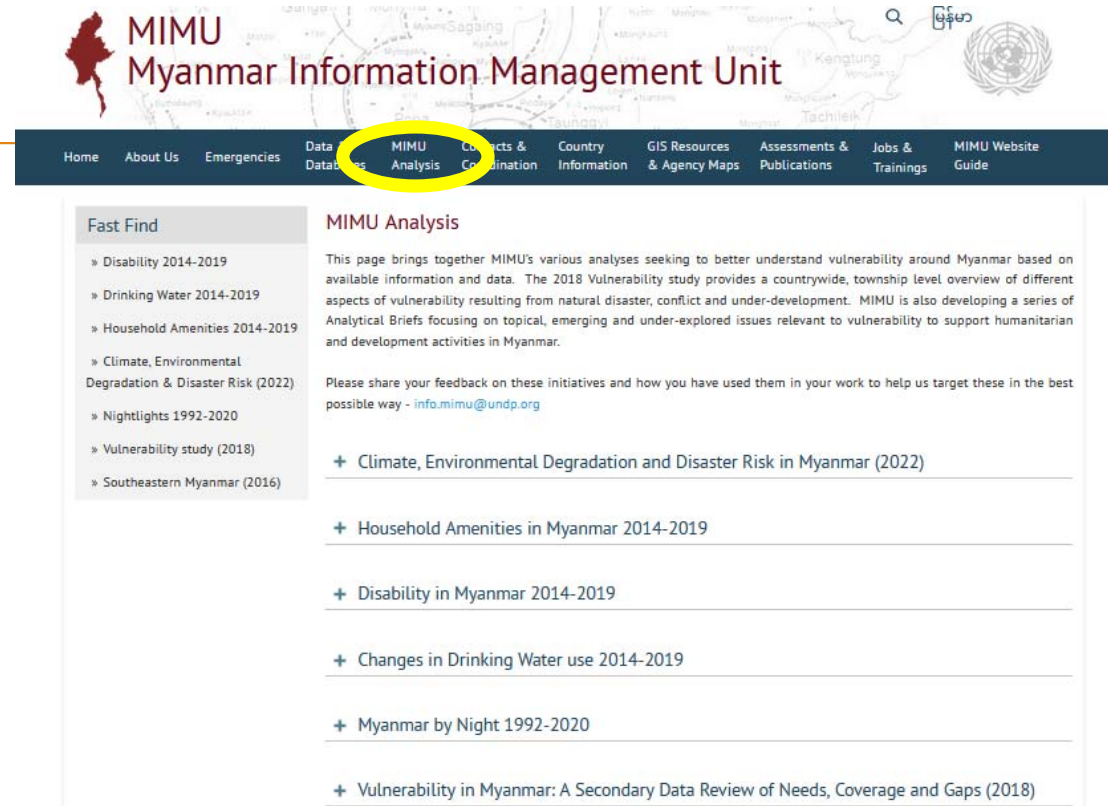 MIMU
Myanmar Information Management Unit
မြန်မာ
Home
About Us
Emergencies
Data &
Databases
MIMU
Analysis
Contacts &
Coordination
Country
Information
GIS Resources
& Agency Maps
Assessments &
Publications
Jobs &
Trainings
MIMU Website
Guide
Fast Find
» Disability 2014-2019
» Drinking Water 2014-2019
» Household Amenities 2014-2019
» Climate, Environmental
Degradation & Disaster Risk (2022)
» Nightlights 1992-2020
» Vulnerability study (2018)
» Southeastern Myanmar (2016)
MIMU Analysis
This page brings together MIMU's various analyses seeking to better understand vulnerability around Myanmar based on
available information and data. The 2018 Vulnerability study provides a countrywide, township level overview of different
aspects of vulnerability resulting from natural disaster, conflict and under-development. MIMU is also developing a series of
Analytical Briefs focusing on topical, emerging and under-explored issues relevant to vulnerability to support humanitarian
and development activities in Myanmar.
Please share your feedback on these initiatives and how you have used them in your work to help us target these in the best
possible way - info.mimu@undp.org
+ Climate, Environmental Degradation and Disaster Risk in Myanmar (2022)
+ Household Amenities in Myanmar 2014-2019
+ Disability in Myanmar 2014-2019
+ Changes in Drinking Water use 2014-2019
+ Myanmar by Night 1992-2020
+ Vulnerability in Myanmar: A Secondary Data Review of Needs, Coverage and Gaps (2018)